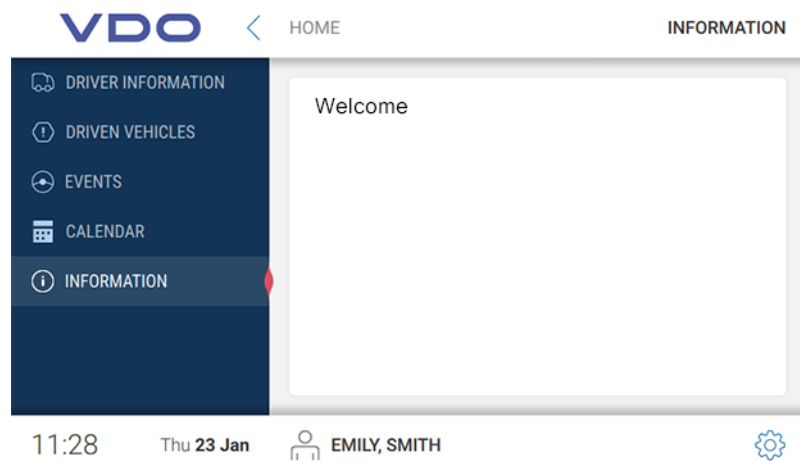 VDO
HOME
INFORMATION
DRIVER INFORMATION
DRIVEN VEHICLES
EVENTS
CALENDAR
INFORMATION
Welcome
11:28
Thu 23 Jan
EMILY, SMITH